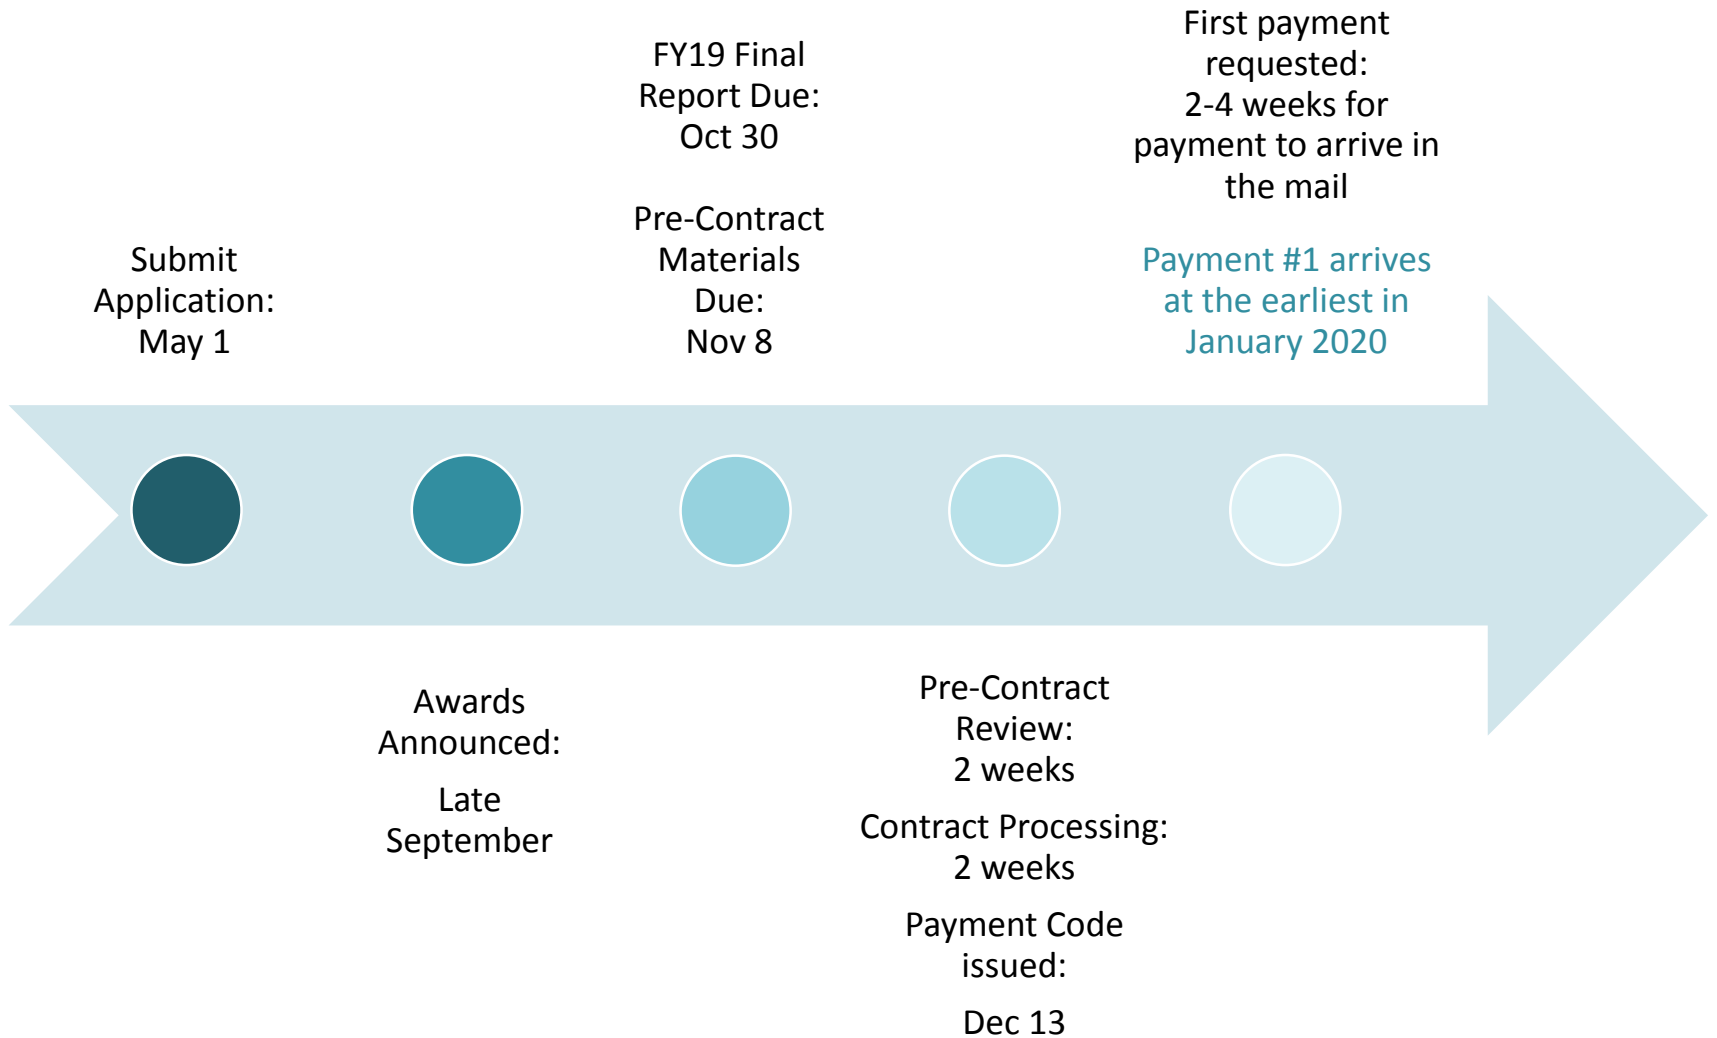 Submit
Application:
May 1
Awards
Announced:
Late
September
FY19 Final
Report Due:
Oct 30
Pre-Contract
Materials
Due:
Nov 8
Pre-Contract
Review:
2 weeks
Contract Processing:
2 weeks
Payment Code
issued:
Dec 13
First payment
requested:
2-4 weeks for
payment to arrive in
the mail
Payment #1 arrives
at the earliest in
January 2020